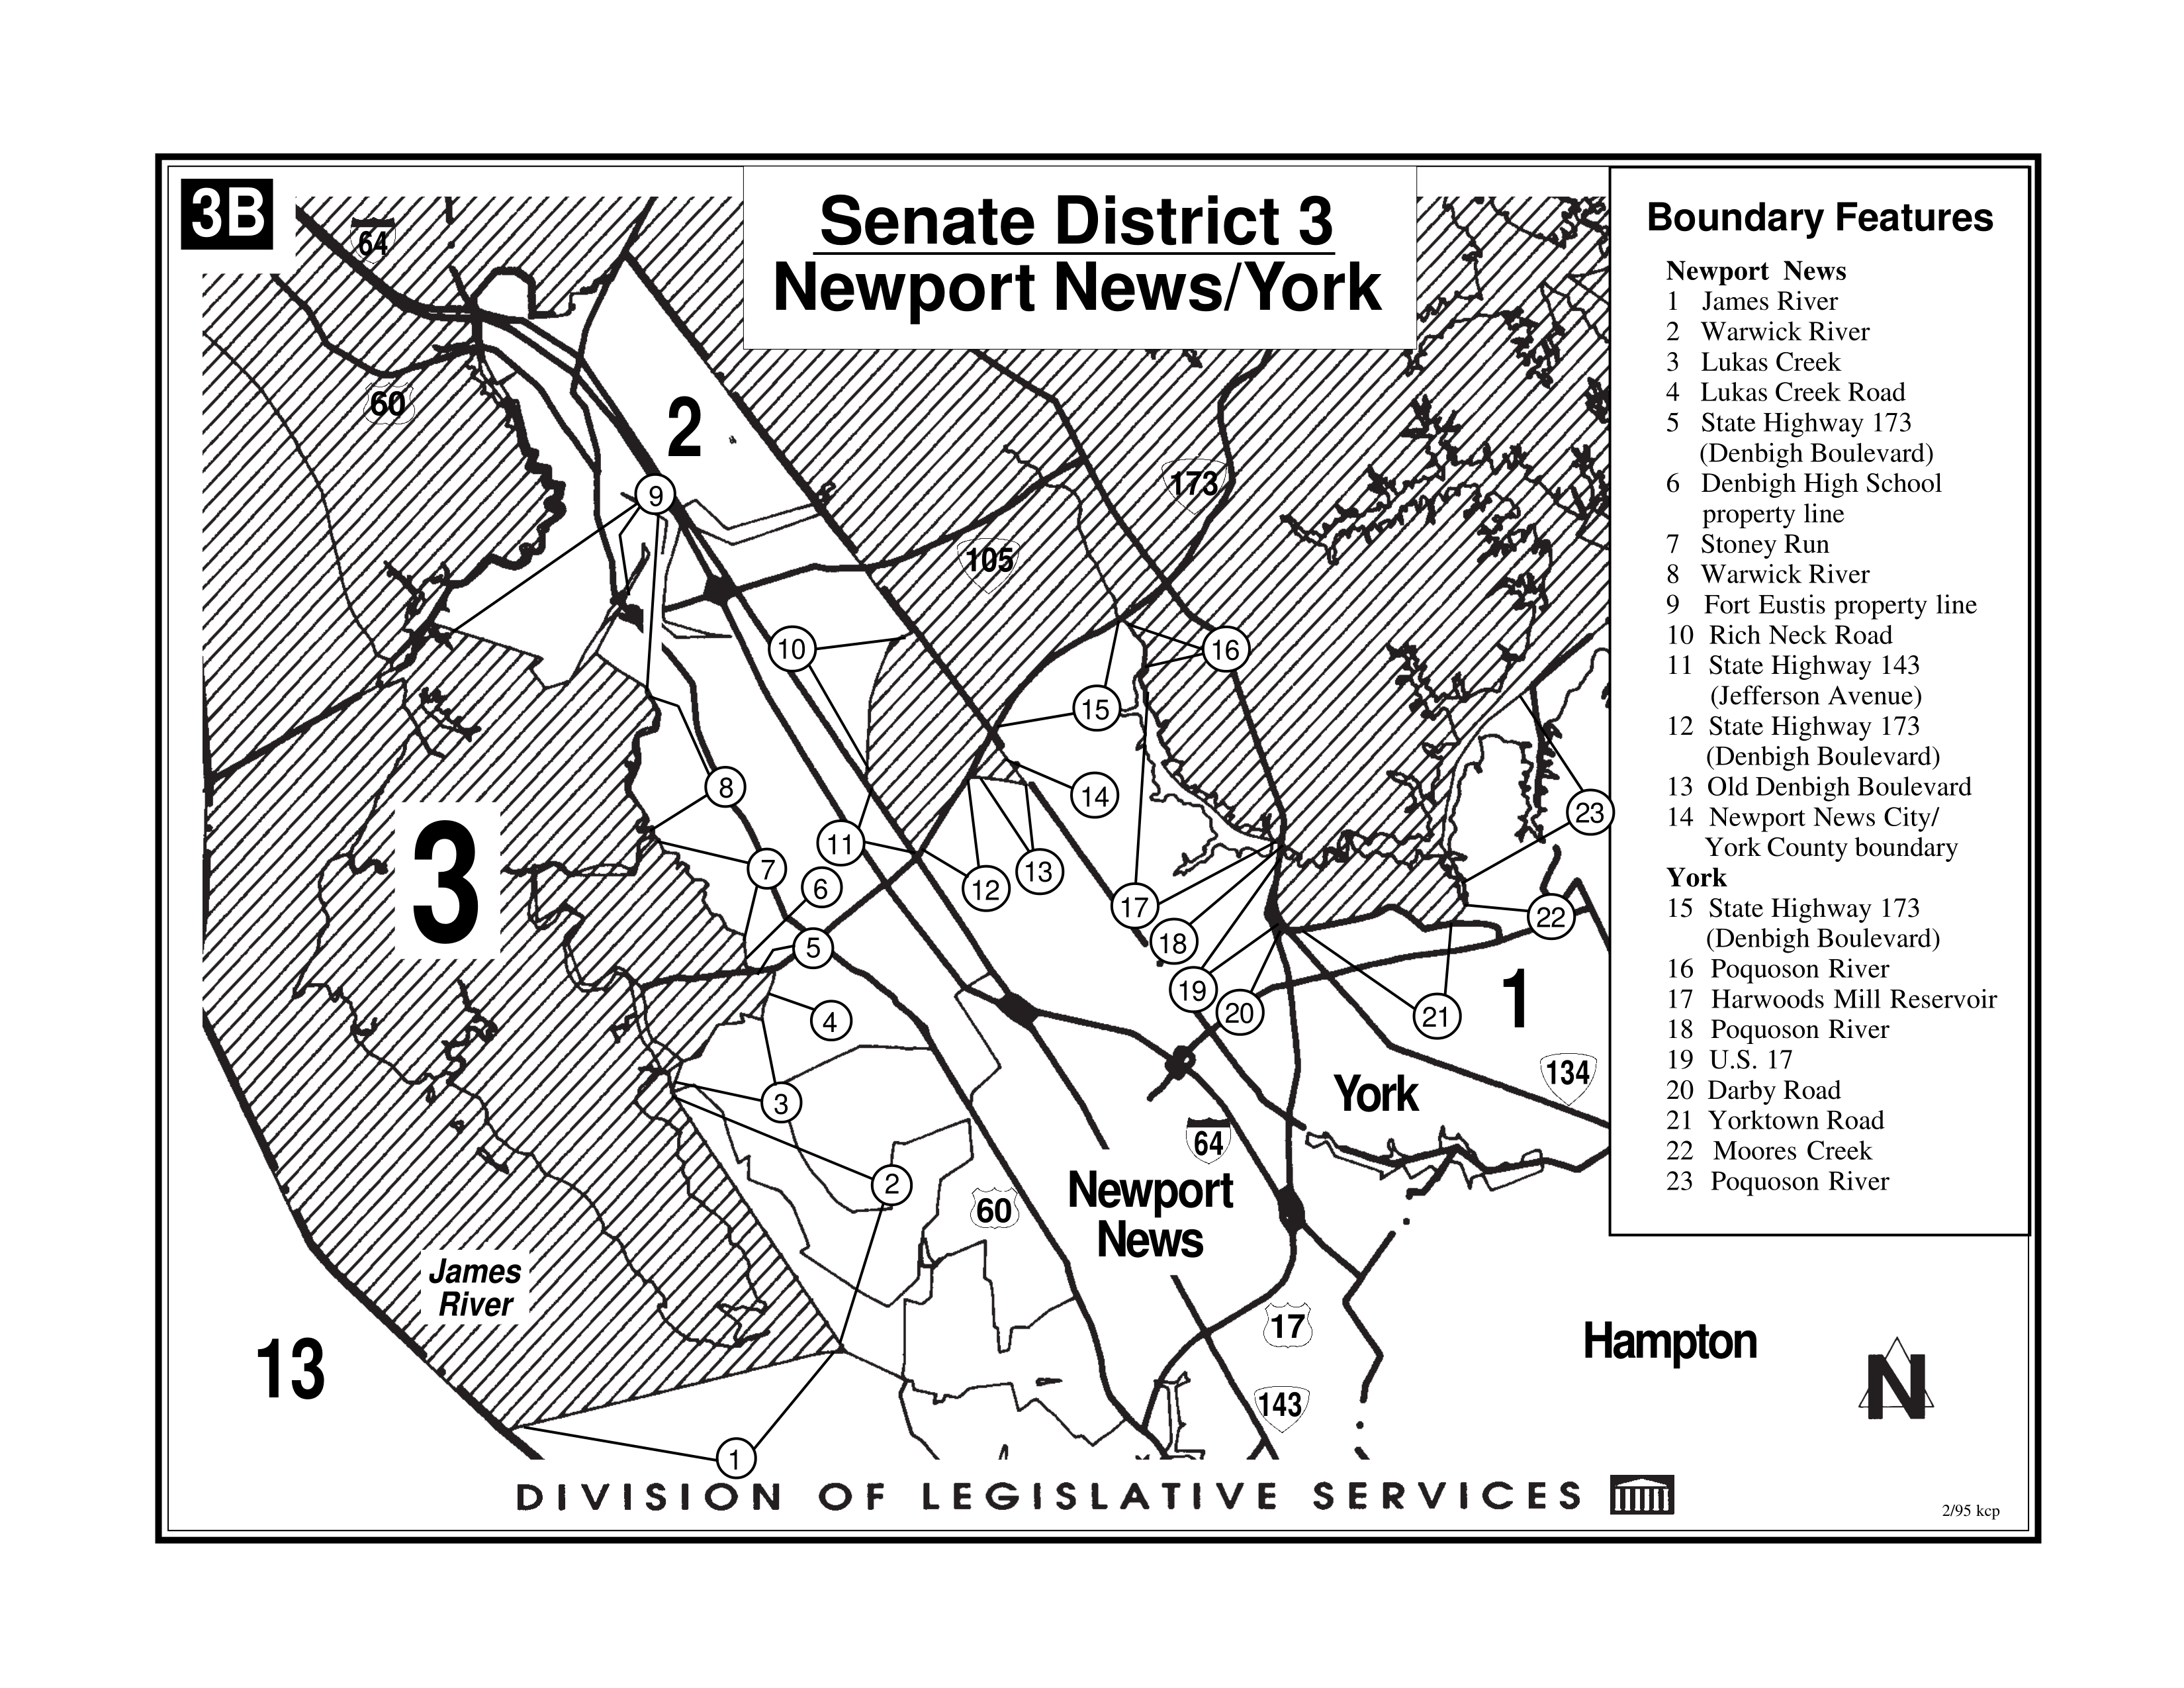 3B
Senate District 3
Newport News/York
Boundary Features
Newport News
1 James River
2 Warwick River
3 Lukas Creek
4 Lukas Creek Road
5 State Highway 173
(Denbigh Boulevard)
6 Denbigh High School
property line
7 Stoney Run
8 Warwick River
9 Fort Eustis property line
10 Rich Neck Road
11 State Highway 143
(Jefferson Avenue)
12 State Highway 173
(Denbigh Boulevard)
13 Old Denbigh Boulevard
14 Newport News City/
York County boundary
York
15 State Highway 173
(Denbigh Boulevard)
16 Poquoson River
17 Harwoods Mill Reservoir
18 Poquoson River
19 U.S. 17
20 Darby Road
21 Yorktown Road
22 Moores Creek
23 Poquoson River
64
60
2
173
9
105
10
16
15
8
14
23
3
11
7
6
12
13
17
22
5
18
19
20
21
1
4
134
3
York
64
2
Newport
News
60
James
River
17
Hampton
13
143
N
1
DIVISION OF LEGISLATIVE SERVICES
2/95 kcp